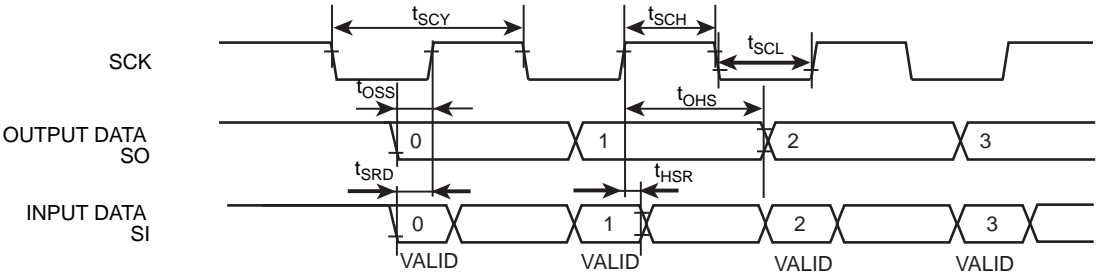 tSCY
tSCH
SCK
tSCL
tOSS
tOHS
OUTPUT DATA
SO
0
1
2
3
tSRD
tHSR
INPUT DATA
SI
0
1
2
3
VALID
VALID
VALID
VALID